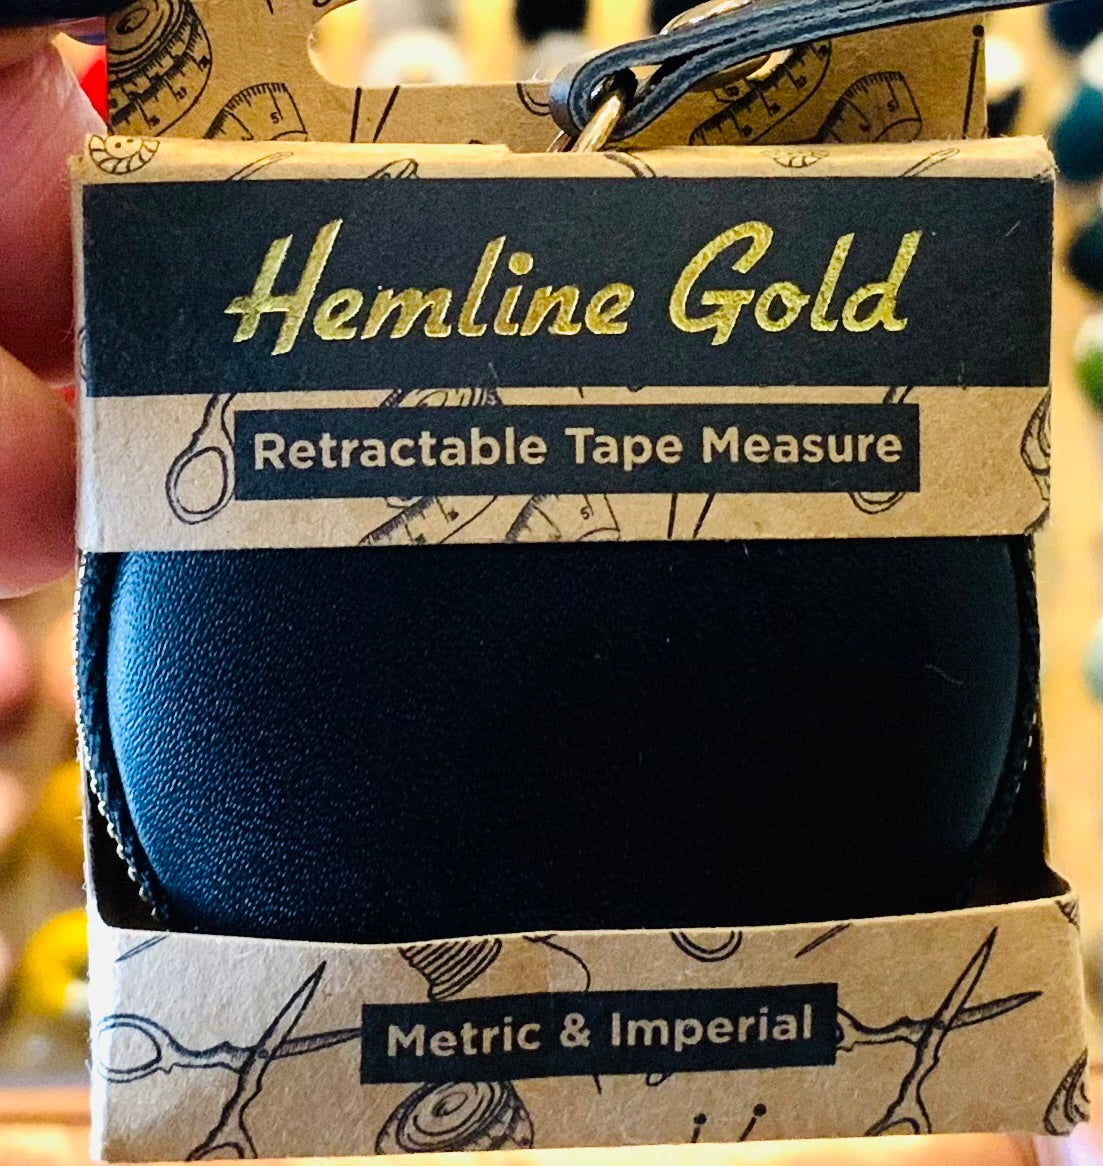 Hemline Gold
Retractable Tape Measure
Metric & Imperial